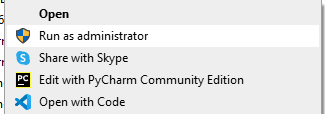 Open
Run as administrator
Share with Skype
Edit with PyCharm Community Edition
Open with Code